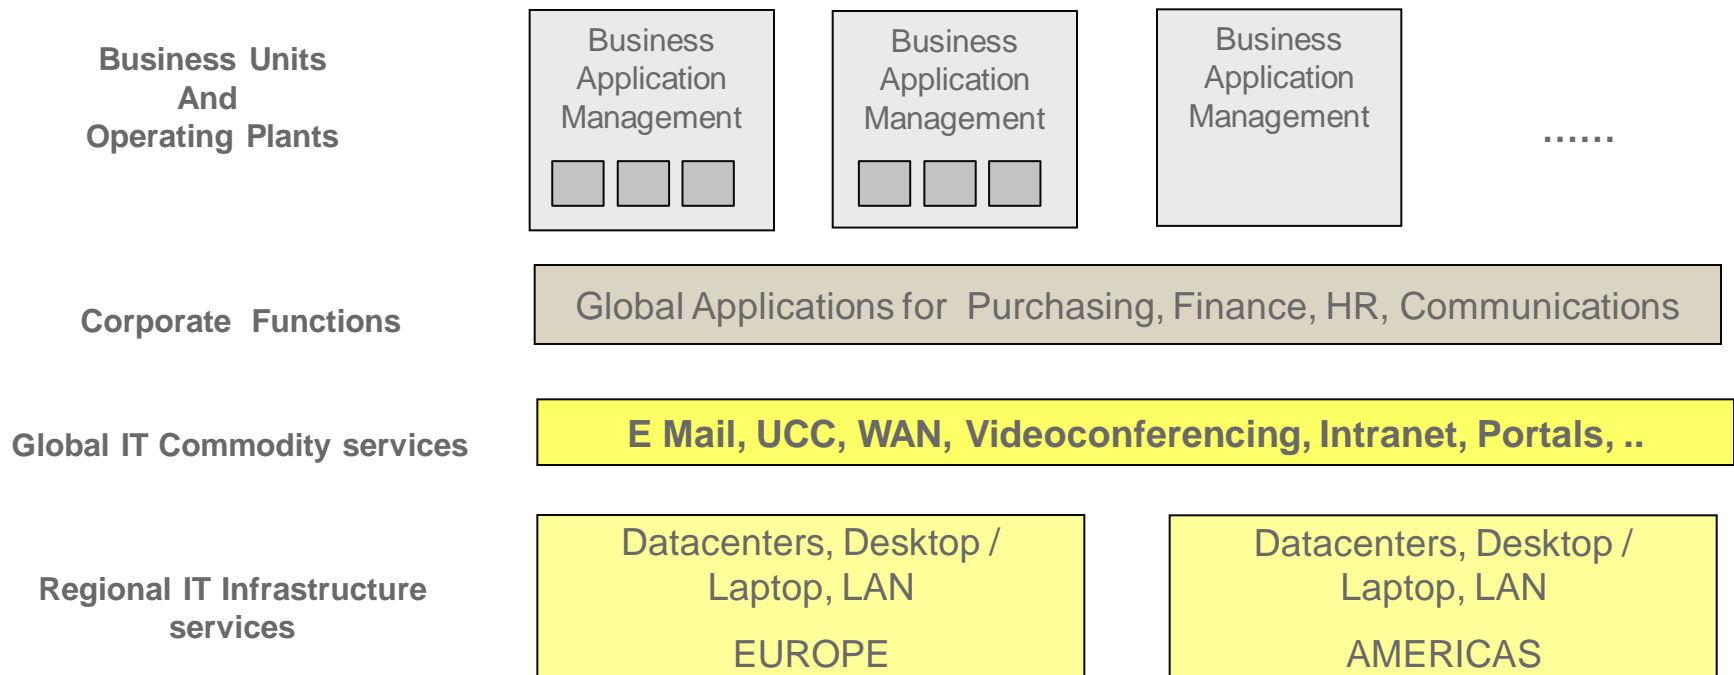 Business Units
And
Operating Plants
Business
Application
Management
Business
Application
Management
Business
Application
Management
......
Corporate Functions
Global Applications for Purchasing, Finance, HR, Communications
Global IT Commodity services
E Mail, UCC, WAN, Videoconferencing, Intranet, Portals, ..
Regional IT Infrastructure
services
Datacenters, Desktop /
Laptop, LAN
EUROPE
Datacenters, Desktop /
Laptop, LAN
AMERICAS